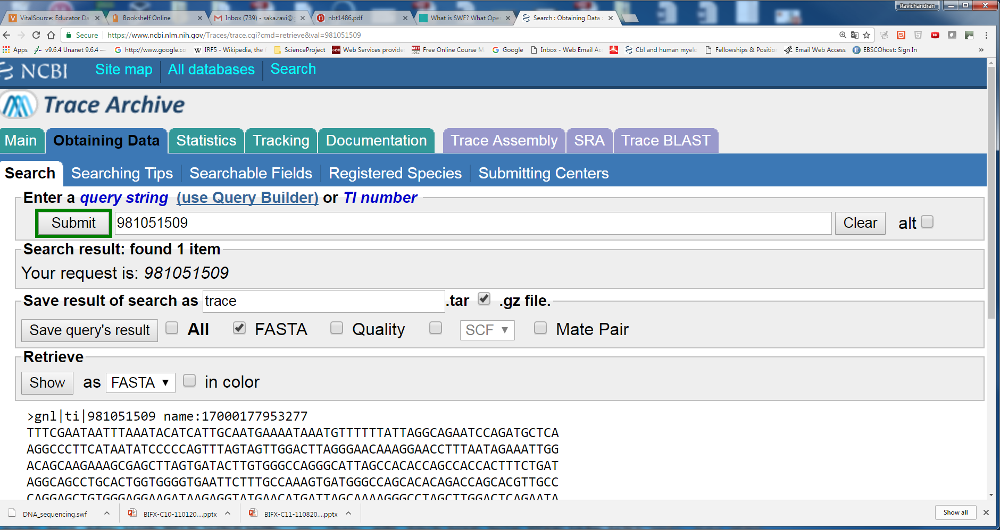 Ravichandran
VitalSource: Educator Da
Bookshelf Online
Inbox (739) - saka.ravi@g
nbt1486.pdf
What is SWF? What Ope
Search : Obtaining Data :
Secure
https://www.ncbi.nlm.nih.gov/Traces/trace.cgi?cmd=retrieve&val=981051509
Apps
v9.6.4 Unanet 9.6.4 —
http://www.google.co
IRF5 - Wikipedia, the f
ScienceProject
Web Services provide
Free Online Course M
Google
Inbox - Web Email Ac
Cbl and human myelo
Fellowships & Positio
Email Web Access
EBSCOhost: Sign In
»
NCBI
Site map
All databases
Search
Trace Archive
Main
Obtaining Data
Statistics
Tracking
Documentation
Trace Assembly
SRA
Trace BLAST
Search
Searching Tips
Searchable Fields
Registered Species
Submitting Centers
Enter a query string (use Query Builder) or TI number
Submit 981051509 Clear alt
Search result: found 1 item
Your request is: 981051509
Save result of search as trace .tar .gz file.
Save query's result All FASTA Quality SCF Mate Pair
Retrieve
Show as FASTA in color
>gnl|ti|981051509 name:17000177953277
TTTCGAATAATTTAAATACATCATTGCAATGAAAATAAATGTTTTTTATTAGGCAGAATCCAGATGCTCA
AGGCCCTTCATAATATCCCCCAGTTTAGTAGTTGGACTTAGGGAACAAAGGAACCTTTAATAGAAATTGG
ACAGCAAGAAAGCGAGCTTAGTGATACTTGTGGGCCAGGGCATTAGCCACACCAGCCACCACTTTCTGAT
AGGCAGCCTGCACTGGTGGGGTGAATTCTTTGCCAAAGTGATGGGCCAGCACACAGACCAGCACGTTGCC
CAGGAGCTGTGGGAGGAAGATAAGAGGTATGAACATGATTAGCAAAAGGGCCTAGCTTGGACTCAGAATA
DNA_sequencing.swf
BIFX-C10-110120....pptx
BIFX-C11-110820....pptx
Show all